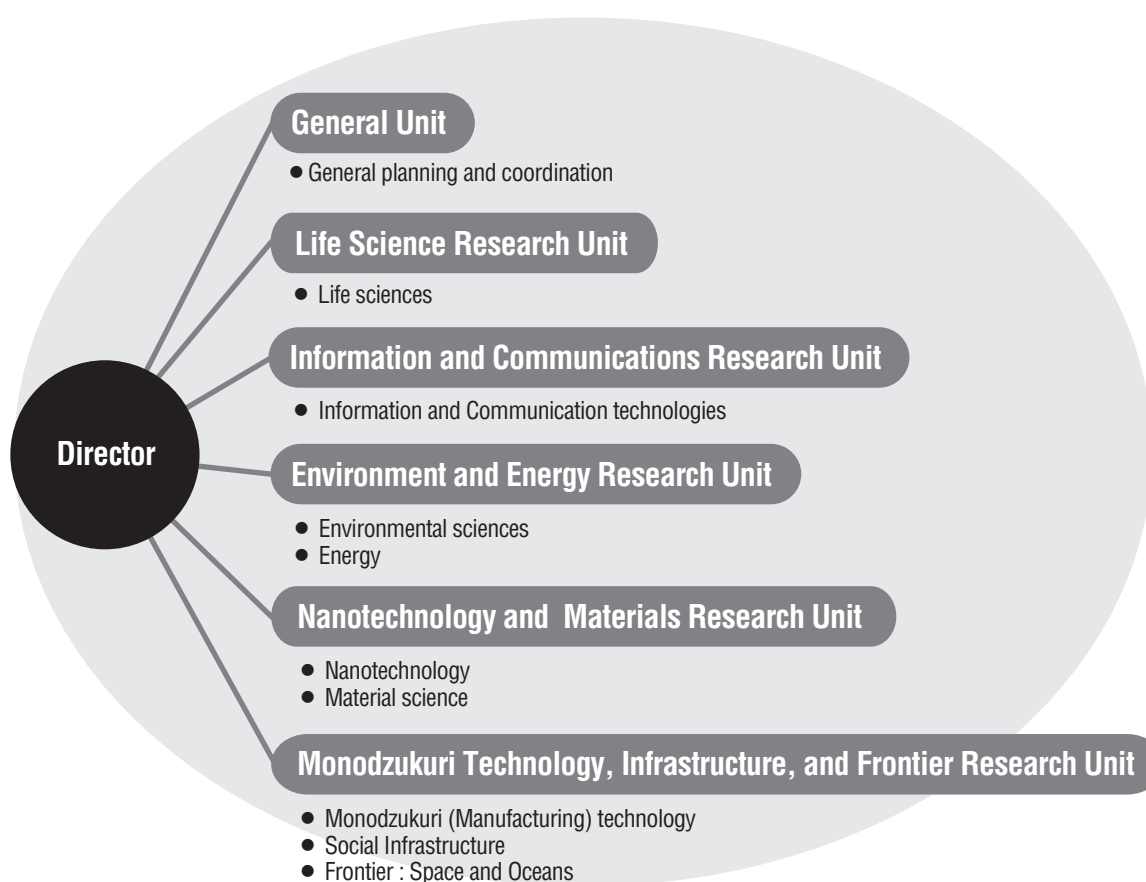 General Unit
● General planning and coordination
Life Science Research Unit
● Life sciences
Information and Communications Research Unit
● Information and Communication technologies
Director
Environment and Energy Research Unit
● Environmental sciences
● Energy
Nanotechnology and Materials Research Unit
● Nanotechnology
● Material science
Monodzukuri Technology, Infrastructure, and Frontier Research Unit
● Monodzukuri (Manufacturing) technology
● Social Infrastructure
● Frontier : Space and Oceans